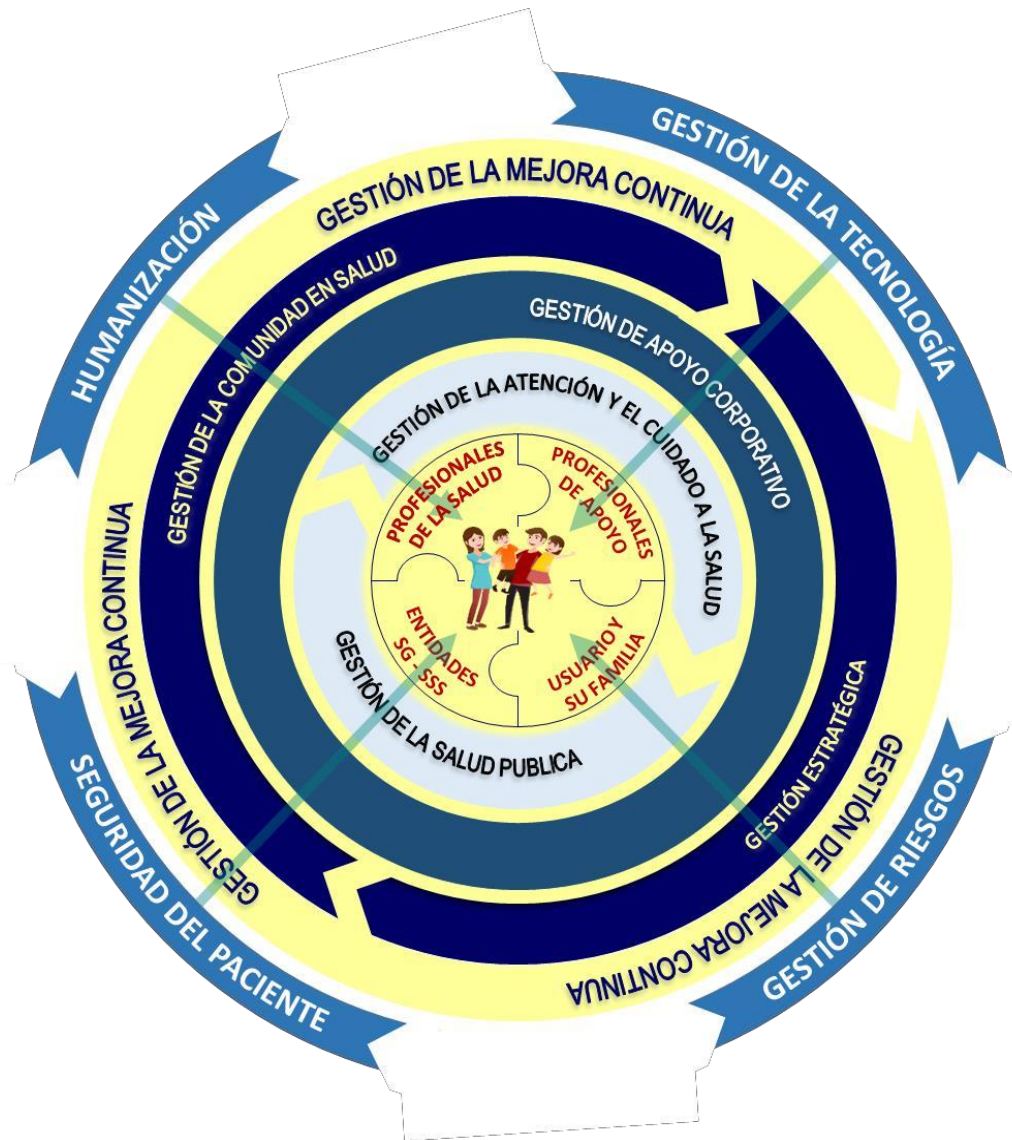 HUMANIZACIÓN
GESTIÓN DE LA TECNOLOGÍA
GESTIÓN DE LA MEJORA CONTINUA
GESTIÓN DE LA COMUNIDAD EN SALUD
GESTIÓN DE APOYO CORPORATIVO
GESTIÓN DE LA ATENCIÓN Y EL CUIDADO A LA SALUD
PROFESIONALES
DE LA SALUD
PROFESIONALES
DE APOYO
ENTIDADES
SG - SSS
USUARIO Y
SU FAMILIA
GESTIÓN DE LA SALUD PUBLICA
GESTIÓN ESTRATÉGICA
GESTIÓN DE LA MEJORA CONTINUA
GESTIÓN DE LA MEJORA CONTINUA
SEGURIDAD DEL PACIENTE
GESTIÓN DE RIESGOS